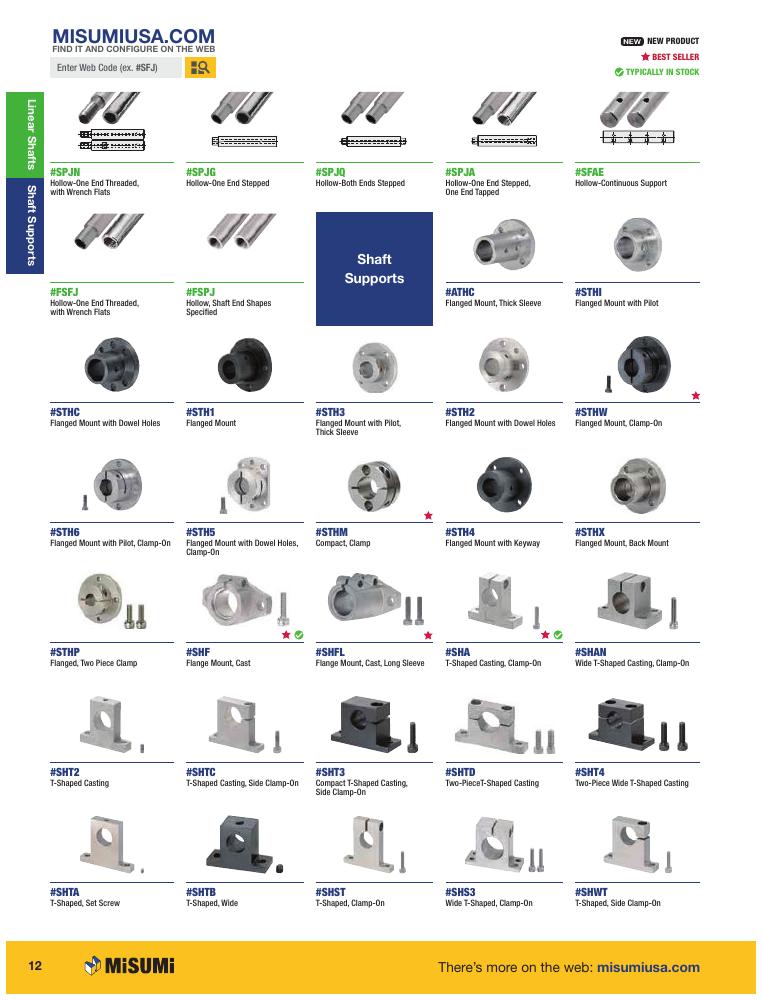 MISUMIUSA.COM
FIND IT AND CONFIGURE ON THE WEB
Enter Web Code (ex. #SFJ)
NEW NEW PRODUCT
BEST SELLER
TYPICALLY IN STOCK
Linear Shafts
Shaft Supports
#SPJN
Hollow-One End Threaded,
with Wrench Flats
#SPJG
Hollow-One End Stepped
#SPJQ
Hollow-Both Ends Stepped
#SPJA
Hollow-One End Stepped,
One End Tapped
#SFAE
Hollow-Continuous Support
#FSFJ
Hollow-One End Threaded,
with Wrench Flats
#FSPJ
Hollow, Shaft End Shapes
Specified
Shaft
Supports
#ATHC
Flanged Mount, Thick Sleeve
#STHI
Flanged Mount with Pilot
#STHC
Flanged Mount with Dowel Holes
#STH1
Flanged Mount
#STH3
Flanged Mount with Pilot,
Thick Sleeve
#STH2
Flanged Mount with Dowel Holes
#STHW
Flanged Mount, Clamp-On
#STH6
Flanged Mount with Pilot, Clamp-On
#STH5
Flanged Mount with Dowel Holes,
Clamp-On
#STHM
Compact, Clamp
#STH4
Flanged Mount with Keyway
#STHX
Flanged Mount, Back Mount
#STHP
Flanged, Two Piece Clamp
#SHF
Flange Mount, Cast
#SHFL
Flange Mount, Cast, Long Sleeve
#SHA
T-Shaped Casting, Clamp-On
#SHAN
Wide T-Shaped Casting, Clamp-On
#SHT2
T-Shaped Casting
#SHTC
T-Shaped Casting, Side Clamp-On
#SHT3
Compact T-Shaped Casting,
Side Clamp-On
#SHTD
Two-PieceT-Shaped Casting
#SHT4
Two-Piece Wide T-Shaped Casting
#SHTA
T-Shaped, Set Screw
#SHTB
T-Shaped, Wide
#SHST
T-Shaped, Clamp-On
#SHS3
Wide T-Shaped, Clamp-On
#SHWT
T-Shaped, Side Clamp-On
12
MiSUMi
There's more on the web: misumiusa.com